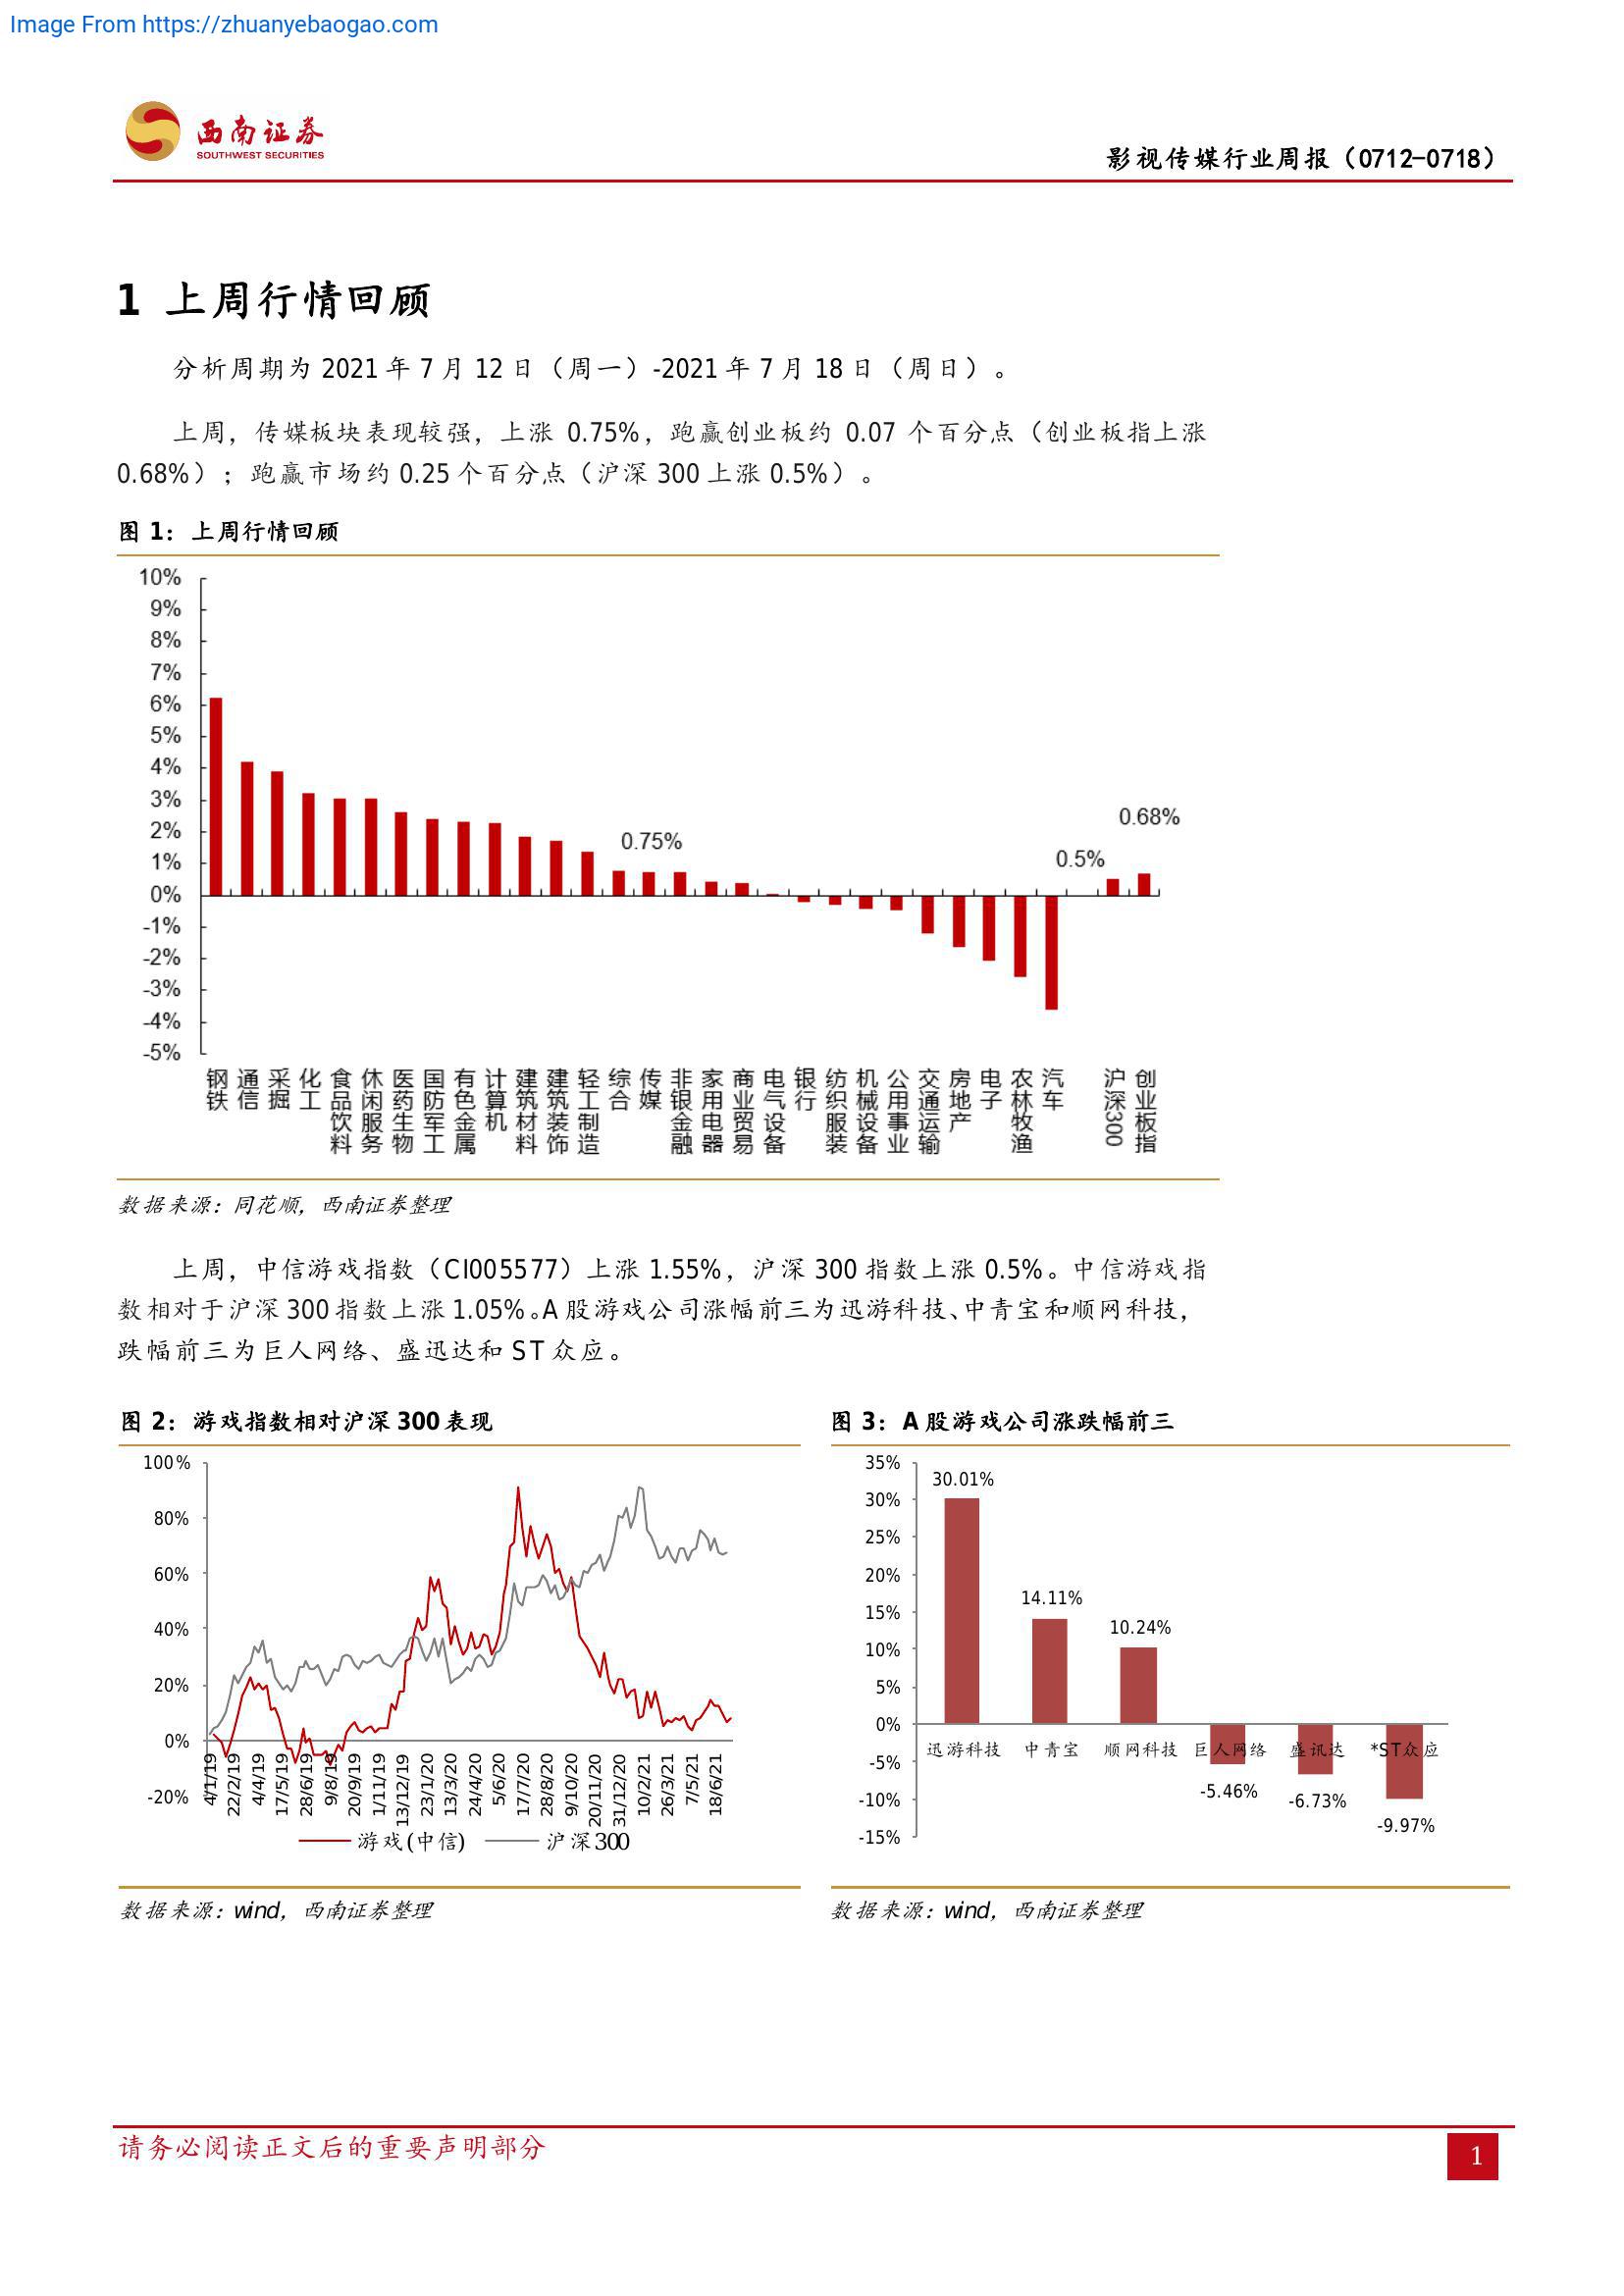 Image From https://zhuanyebaogao.com
西南证券
SOUTHWEST SECURITIES
影视传媒行业周报（0712-0718）
1 上周行情回顾
分析周期为 2021 年 7 月 12 日（周一）-2021 年 7 月 18 日（周日）。
上周，传媒板块表现较强，上涨 0.75%，跑赢创业板约 0.07 个百分点（创业板指上涨
0.68%）；跑赢市场约 0.25 个百分点（沪深 300 上涨 0.5%）。
图 1：上周行情回顾
10%
9%
8%
7%
6%
5%
4%
3%
2%
1%
0%
-1%
-2%
-3%
-4%
-5%
0.75%
0.5%
0.68%
钢铁
通信
采掘
化工
食品饮料
休闲服务
医药生物
国防军工
有色金属
计算机
建筑材料
建筑装饰
轻工制造
综合
传媒
非银金融
家用电器
商业贸易
电气设备
银行
纺织服装
机械设备
公用事业
交通运输
房地产
电子
农林牧渔
汽车
沪深300
创业板指
数据来源：同花顺，西南证券整理
上周，中信游戏指数（CI005577）上涨 1.55%，沪深 300 指数上涨 0.5%。中信游戏指
数相对于沪深 300 指数上涨 1.05%。A 股游戏公司涨幅前三为迅游科技、中青宝和顺网科技，
跌幅前三为巨人网络、盛迅达和 ST 众应。
图 2：游戏指数相对沪深 300 表现
100%
80%
60%
40%
20%
0%
-20%
4/1/19
22/2/19
4/4/19
17/5/19
28/6/19
9/8/19
20/9/19
1/11/19
13/12/19
23/1/20
13/3/20
24/4/20
5/6/20
17/7/20
28/8/20
9/10/20
20/11/20
31/12/20
10/2/21
26/3/21
7/5/21
18/6/21
游戏(中信)
沪深300
数据来源：wind，西南证券整理
图 3：A 股游戏公司涨跌幅前三
35%
30%
25%
20%
15%
10%
5%
0%
-5%
-10%
-15%
30.01%
14.11%
10.24%
-5.46%
-6.73%
-9.97%
迅游科技
中青宝
顺网科技
巨人网络
盛讯达
*ST众应
数据来源：wind，西南证券整理
请务必阅读正文后的重要声明部分
1